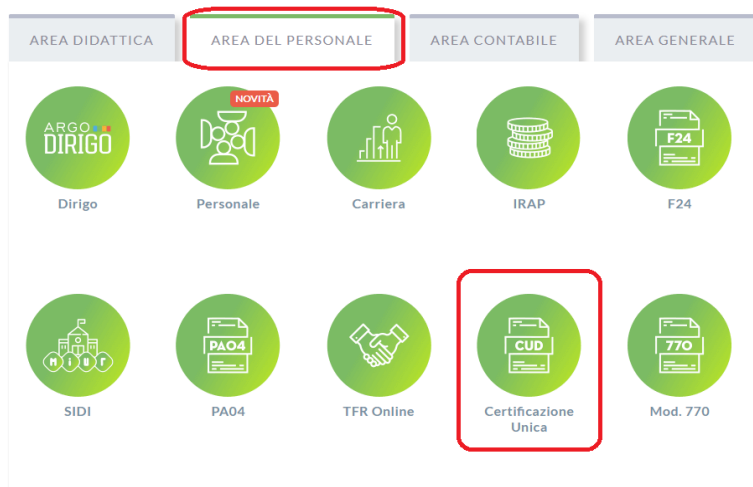 AREA DIDATTICA
AREA DEL PERSONALE
AREA CONTABILE
AREA GENERALE
ARGO
DIRIGO
NOVITÀ
F24
Dirigo
Personale
Carriera
IRAP
F24
MIUR
PA04
CUD
770
SIDI
PA04
TFR Online
Certificazione
Unica
Mod. 770